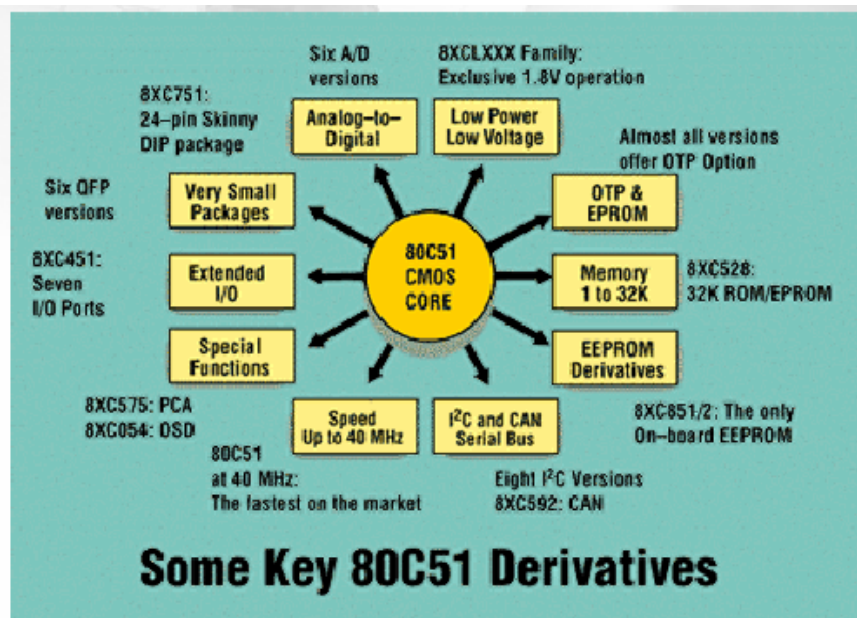 Six A/D
versions
8XCLXXX Family:
Exclusive 1.8V operation
8XC751:
24-pin Skinny
DIP package
Analog-to-
Digital
Low Power
Low Voltage
Almost all versions
offer OTP Option
Six QFP
versions
Very Small
Packages
OTP &
EPROM
80C51
CMOS
CORE
8XC451:
Seven
I/O Ports
Extended
I/O
Memory
1 to 32K
8XC528:
32K ROM/EPROM
Special
Functions
EEPROM
Derivatives
8XC575: PCA
8XC054: OSD
Speed
Up to 40 MHz
I²C and CAN
Serial Bus
8XC851/2: The only
On-board EEPROM
80C51
at 40 MHz:
The fastest on the market
Eight I²C Versions
8XC592: CAN
Some Key 80C51 Derivatives